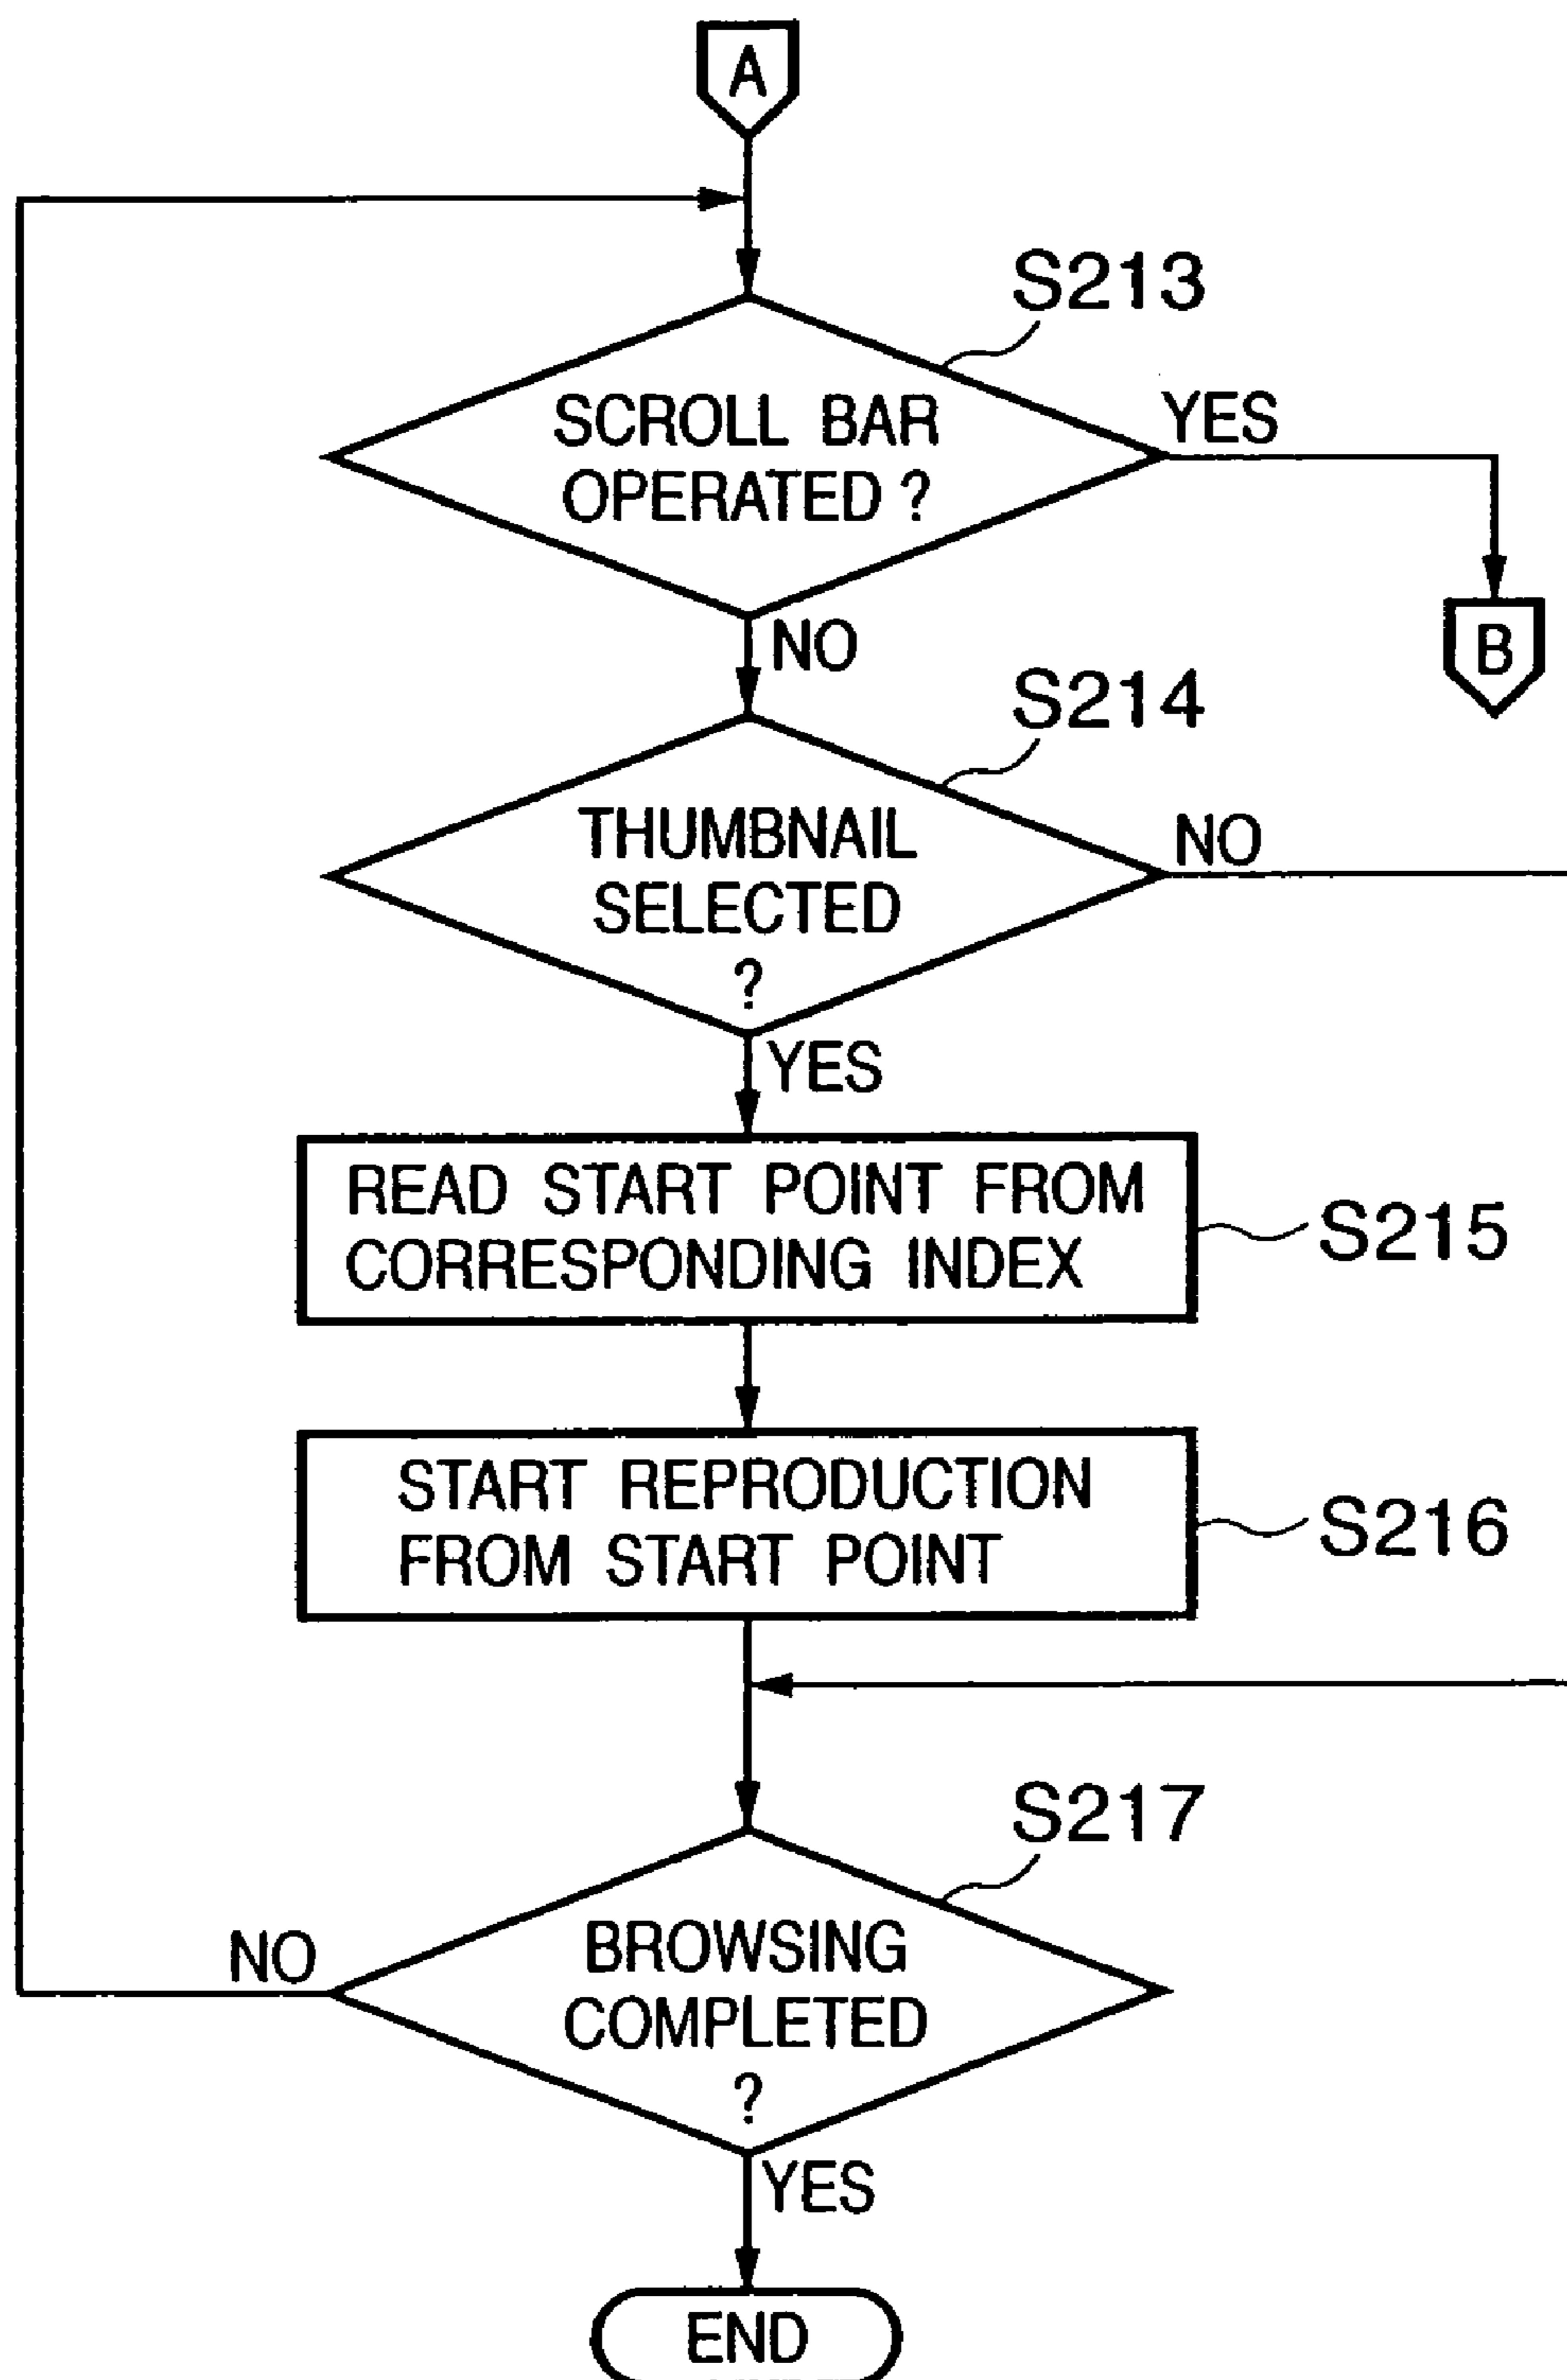 A
S213
SCROLL BAR
OPERATED ?
YES
NO
B
S214
THUMBNAIL
SELECTED
?
NO
YES
READ START POINT FROM
CORRESPONDING INDEX
S215
START REPRODUCTION
FROM START POINT
S216
S217
BROWSING
COMPLETED
?
NO
YES
END